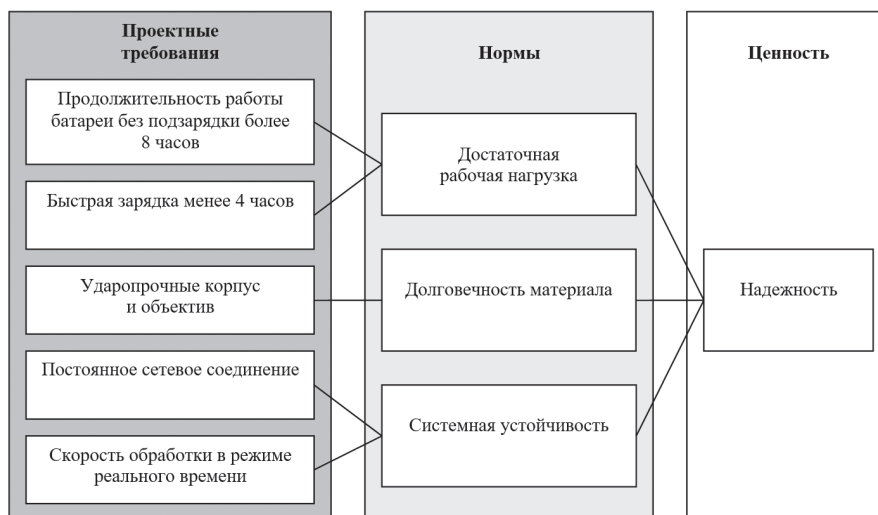 Проектные
требования
Продолжительность работы
батареи без подзарядки более
8 часов
Быстрая зарядка менее 4 часов
Ударопрочные корпус
и объектив
Постоянное сетевое соединение
Скорость обработки в режиме
реального времени
Нормы
Достаточная
рабочая нагрузка
Долговечность материала
Системная устойчивость
Ценность
Надежность